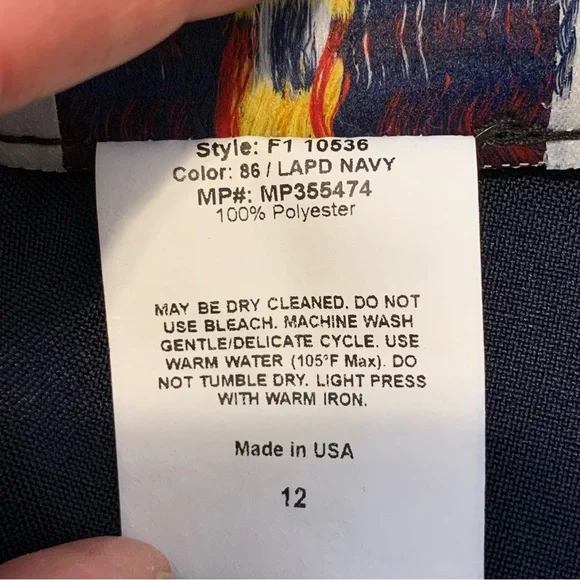 Style: F1 10536
Color: 86 / LAPD NAVY
MP#: MP355474
100% Polyester
MAY BE DRY CLEANED. DO NOT
USE BLEACH. MACHINE WASH
GENTLE/DELICATE CYCLE. USE
WARM WATER (105°F Max). DO
NOT TUMBLE DRY. LIGHT PRESS
WITH WARM IRON.
Made in USA
12